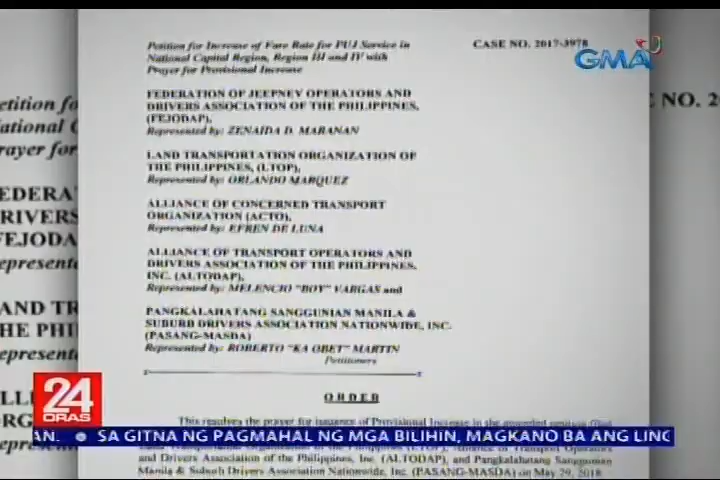 Petition for Increase of Fare Rate for PUJ Service in
National Capital Region, Region III and IV with
Prayer for Provisional Increase
CASE NO. 2017-3978
GMA
FEDERATION OF JEEPNEY OPERATORS AND
DRIVERS ASSOCIATION OF THE PHILIPPINES,
(FEJODAP),
Represented by: ZENAIDA D. MARANAN
LAND TRANSPORTATION ORGANIZATION OF
THE PHILIPPINES, (LTOP),
Represented by: ORLANDO MARQUEZ
ALLIANCE OF CONCERNED TRANSPORT
ORGANIZATION (ACTO),
Represented by: EFREN DE LUNA
ALLIANCE OF TRANSPORT OPERATORS AND
DRIVERS ASSOCIATION OF THE PHILIPPINES,
INC. (ALTODAP),
Represented by: MELENCIO "BOY" VARGAS and
PANGKALAHATANG SANGGUNIAN MANILA &
SUBURB DRIVERS ASSOCIATION NATIONWIDE, INC.
(PASANG-MASDA)
Represented by: ROBERTO "KA OBET" MARTIN
Petitioners
ORDER
This resolves the prayer for issuance of Provisional Increase in the amended petition
24
ORAS
AN. SA GITNA NG PAGMAHAL NG MGA BILIHIN, MAGKANO BA ANG LING
and Drivers Association of the Philippines, Inc. (ALTODAP), and Pangkalahatang Sanggunian
Manila & Suburb Drivers Association Nationwide, Inc. (PASANG-MASDA) on May 29, 2018